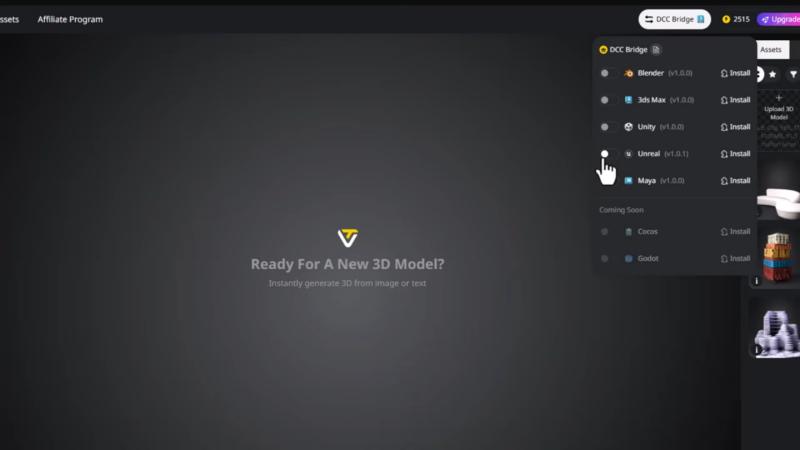 ssets
Affiliate Program
DCC Bridge
2515
Upgrade
DCC Bridge
Assets
Blender (v1.0.0) Install
3ds Max (v1.0.0) Install
Unity (v1.0.0) Install
Unreal (v1.0.1) Install
Maya (v1.0.0) Install
Coming Soon
Cocos Install
Godot Install
Upload 3D
Model
Ready For A New 3D Model?
Instantly generate 3D from image or text